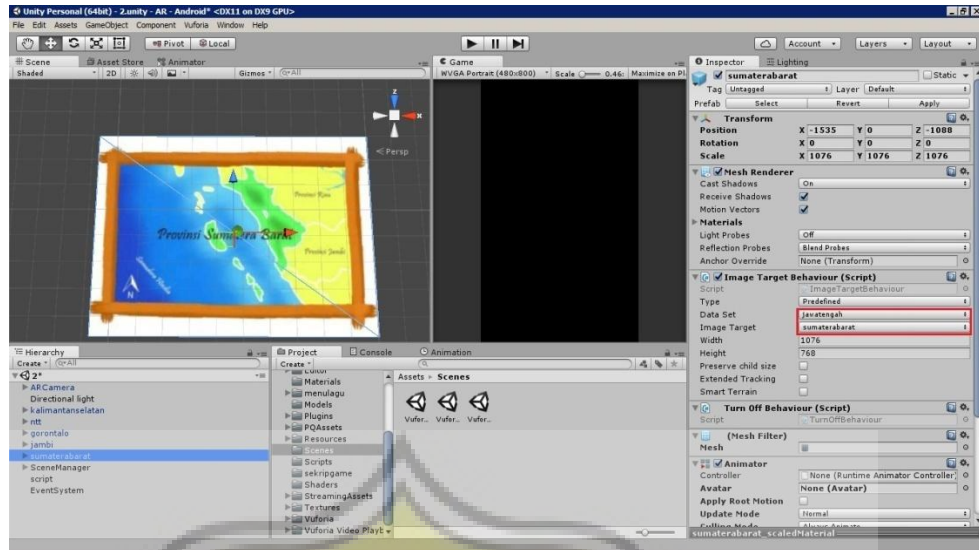 Unity Personal (64bit) - 2.unity - AR - Android* <DX11 on DX9 GPU>
File Edit Assets GameObject Component Vuforia Window Help
Pivot Local Account Layers Layout
Scene Asset Store Animator
Shaded 2D Gizmos All
Persp
Provinsi Sumatera Barat
Provinsi Riau
Provinsi Jambi
Samudera Hindia
N
Game
WVGA Portrait (480x800) Scale 0.46: Maximise on Pl
Hierarchy
Create All
2*
ARCamera
Directional light
kalimantanselatan
ntt
gorontalo
jambi
sumaterabarat
SceneManager
script
EventSystem
Project Console Animation
Create
Editor
Materials
menulagu
Models
Plugins
PQAssets
Resources
Scenes
Scripts
sekripgame
Shaders
StreamingAssets
Textures
Vuforia
Vuforia Video Playb
Assets Scenes
Vufor.. Vufor.. Vufor..
Inspector Lighting
sumaterabarat Static
Tag Untagged Layer Default
Prefab Select Revert Apply
Transform
Position X -1535 Y 0 Z -1088
Rotation X 0 Y 0 Z 0
Scale X 1076 Y 1076 Z 1076
Mesh Renderer
Cast Shadows On
Receive Shadows
Motion Vectors
Materials
Light Probes Off
Reflection Probes Blend Probes
Anchor Override None (Transform)
Image Target Behaviour (Script)
Script ImageTargetBehaviour
Type Predefined
Data Set Jawatengah
Image Target sumaterabarat
Width 1076
Height 768
Preserve child size
Extended Tracking
Smart Terrain
Turn Off Behaviour (Script)
Script TurnOffBehaviour
(Mesh Filter)
Mesh
Animator
Controller None (Runtime Animator Controller)
Avatar None (Avatar)
Apply Root Motion
Update Mode Normal
Culling Mode Always Animate
sumaterabarat_scaledMaterial